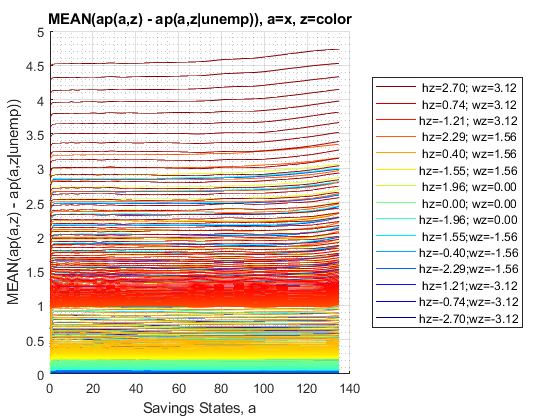 MEAN(ap(a,z) - ap(a,z|unemp)), a=x, z=color
MEAN(ap(a,z) - ap(a,z|unemp))
5
4.5
4
3.5
3
2.5
2
1.5
1
0.5
0
0 20 40 60 80 100 120 140
Savings States, a
hz=2.70; wz=3.12
hz=0.74; wz=3.12
hz=-1.21; wz=3.12
hz=2.29; wz=1.56
hz=0.40; wz=1.56
hz=-1.55; wz=1.56
hz=1.96; wz=0.00
hz=0.00; wz=0.00
hz=-1.96; wz=0.00
hz=1.55;wz=-1.56
hz=-0.40;wz=-1.56
hz=-2.29;wz=-1.56
hz=1.21;wz=-3.12
hz=-0.74;wz=-3.12
hz=-2.70;wz=-3.12